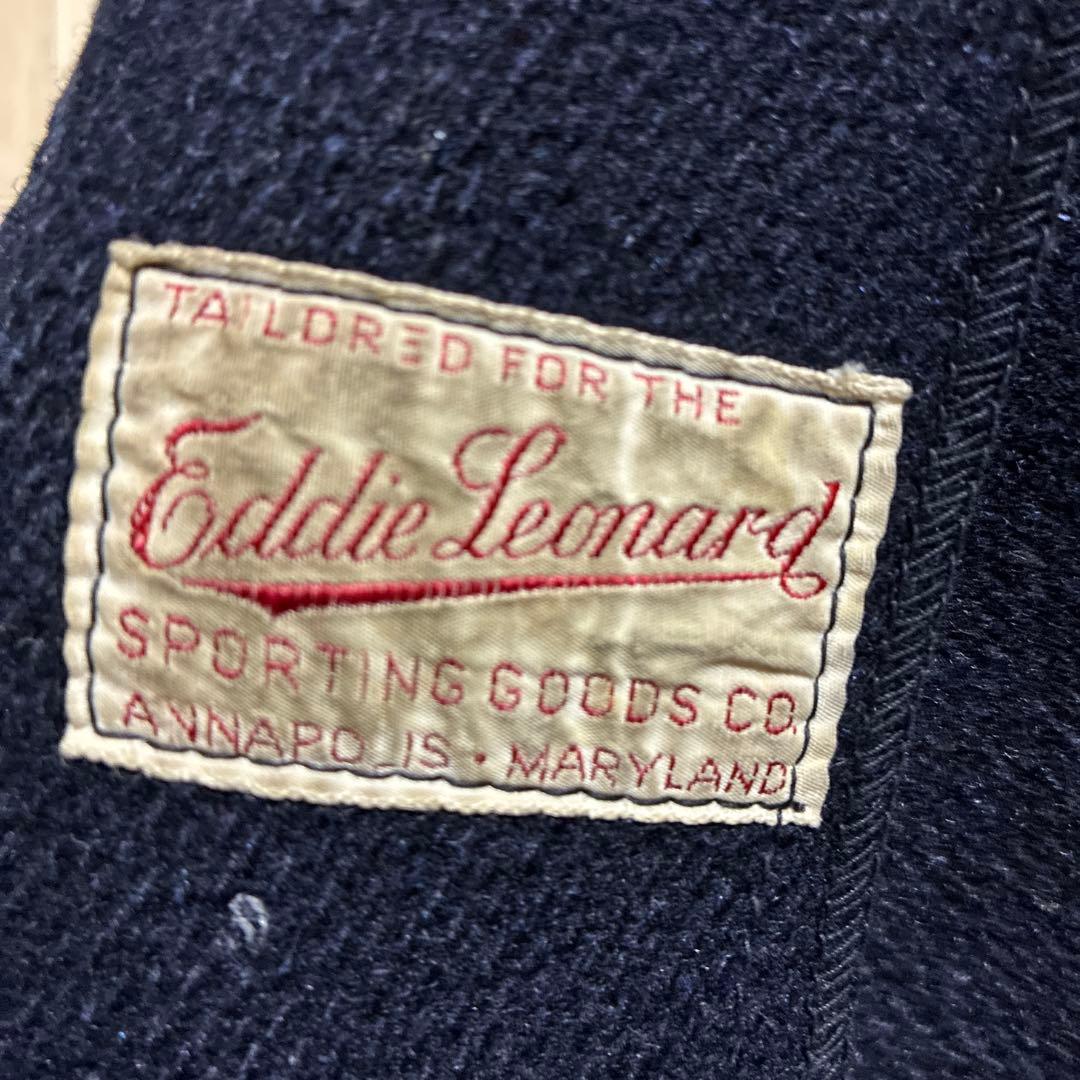 TAILORED FOR THE
Eddie Leonard
SPORTING GOODS CO.
ANNAPOLIS · MARYLAND